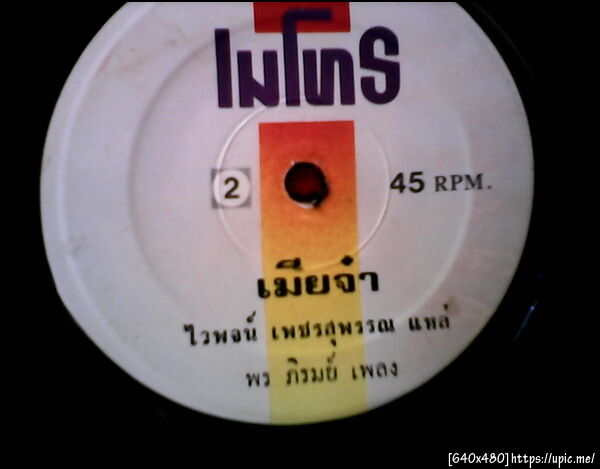 ไมโทร
2
45 RPM.
เมียจ๋า
ไวพจน์ เพชรสุพรรณ แหล่
พร ภิรมย์ เพลง
[640x480]https://upic.me/